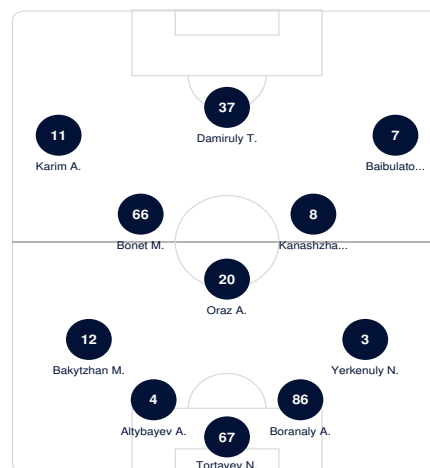 37
Damiruly T.
11
Karim A.
7
Baibulato...
66
Bonet M.
8
Kanashzha...
20
Oraz A.
12
Bakytzhan M.
3
Yerkenuly N.
4
Altybayev A.
86
Boranaly A.
67
Tortayev N.